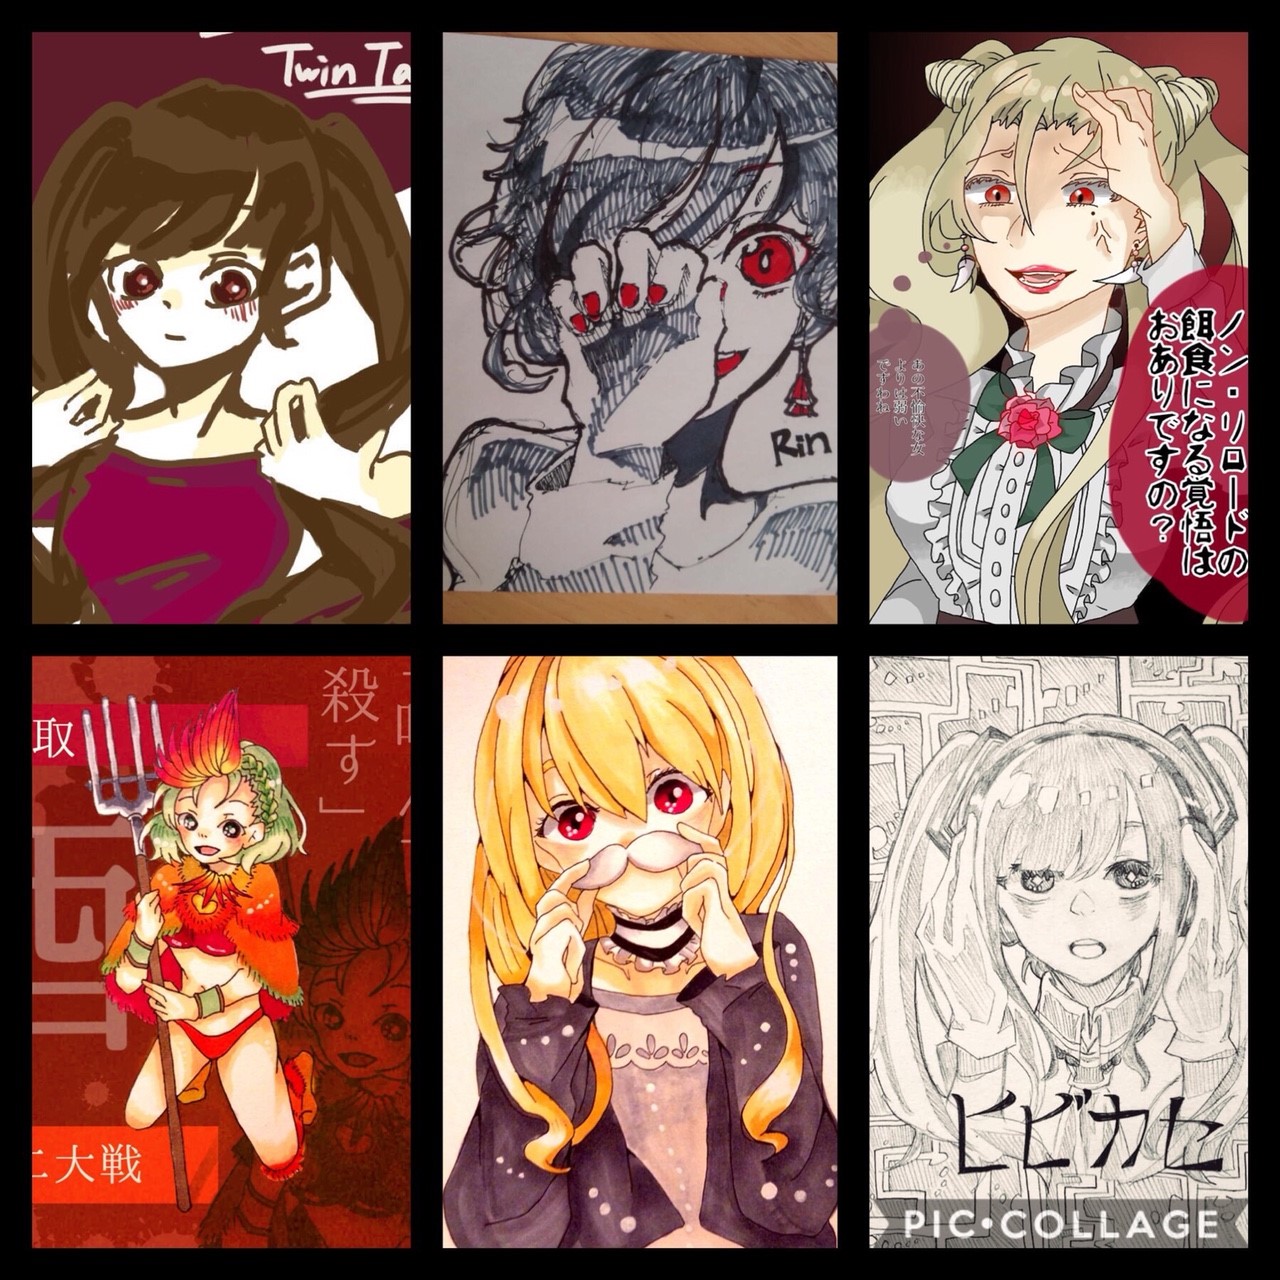 Twin Ta
Rin
ノン・リロードの
餌食になる覚悟は
おありですの？
あの不愉快な女
よりは弱い
ですわね
取
殺す」
二大戦
ヒビカセ
PIC•COLLAGE